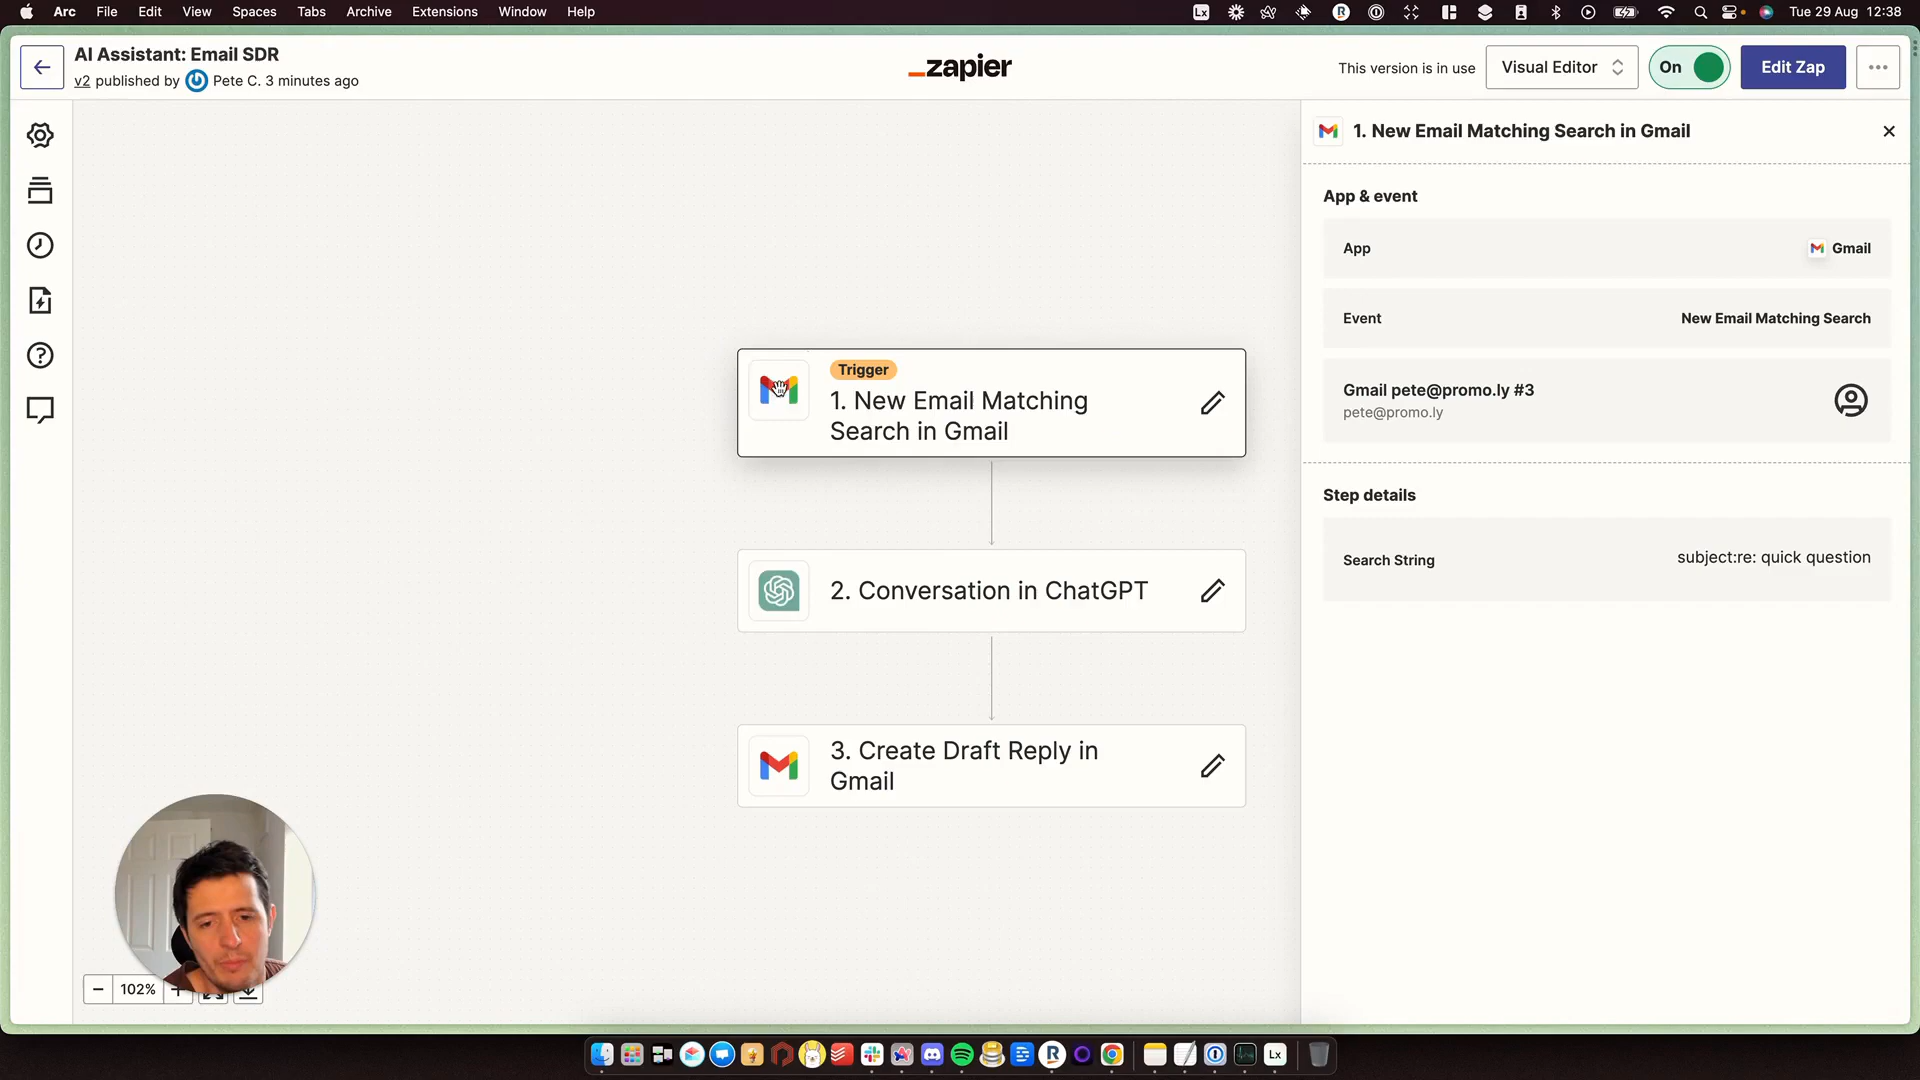 Arc File Edit View Spaces Tabs Archive Extensions Window Help Tue 29 Aug 12:38
AI Assistant: Email SDR
v2 published by Pete C. 3 minutes ago
zapier
This version is in use
Visual Editor
On
Edit Zap
1. New Email Matching Search in Gmail
App & event
App
Gmail
Event
New Email Matching Search
Gmail pete@promo.ly #3
pete@promo.ly
Step details
Search String
subject:re: quick question
Trigger
1. New Email Matching
Search in Gmail
2. Conversation in ChatGPT
3. Create Draft Reply in
Gmail
102%
Lx
Lx